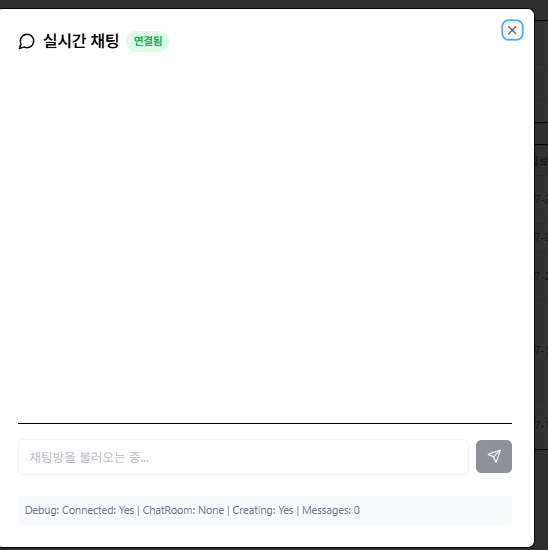 실시간 채팅 연결됨
채팅방을 불러오는 중...
Debug: Connected: Yes | ChatRoom: None | Creating: Yes | Messages: 0